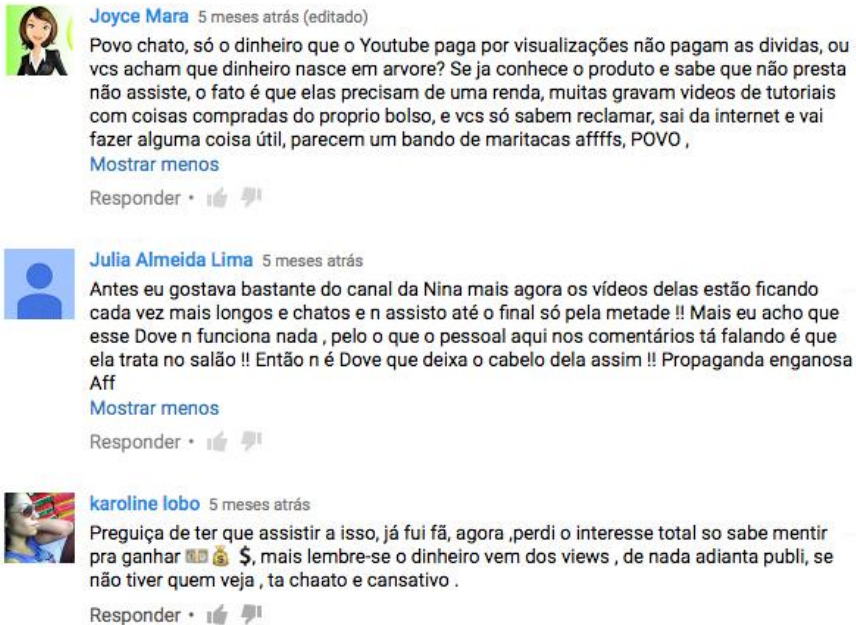 Joyce Mara 5 meses atrás (editado)
Povo chato, só o dinheiro que o Youtube paga por visualizações não pagam as dividas, ou
vcs acham que dinheiro nasce em arvore? Se ja conhece o produto e sabe que não presta
não assiste, o fato é que elas precisam de uma renda, muitas gravam videos de tutoriais
com coisas compradas do proprio bolso, e vcs só sabem reclamar, sai da internet e vai
fazer alguma coisa útil, parecem um bando de maritacas affffs, POVO ,
Mostrar menos
Responder •
Julia Almeida Lima 5 meses atrás
Antes eu gostava bastante do canal da Nina mais agora os vídeos delas estão ficando
cada vez mais longos e chatos e n assisto até o final só pela metade !! Mais eu acho que
esse Dove n funciona nada , pelo o que o pessoal aqui nos comentários tá falando é que
ela trata no salão !! Então n é Dove que deixa o cabelo dela assim !! Propaganda enganosa
Aff
Mostrar menos
Responder •
karoline lobo 5 meses atrás
Preguiça de ter que assistir a isso, já fui fã, agora ,perdi o interesse total so sabe mentir
pra ganhar 💵💰 $, mais lembre-se o dinheiro vem dos views , de nada adianta publi, se
não tiver quem veja , ta chaato e cansativo .
Responder •